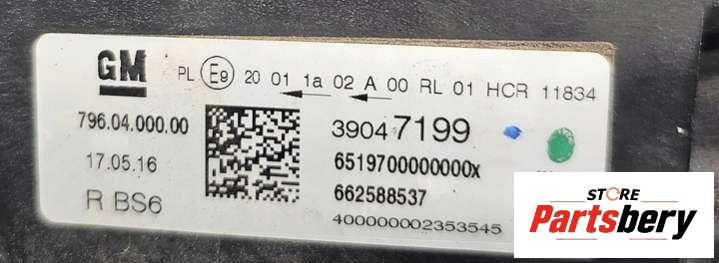 GM PL E9 20 01 1a 02 A 00 RL 01 HCR 11834
796.04.000.00 39047199
17.05.16 6519700000000X
R BS6 662588537
400000002353545
STORE
Partsbery